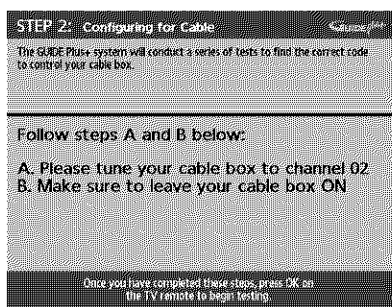 STEP 2: Configuring for Cable
GUIDE Plus+
The GUIDE Plus+ system will conduct a series of tests to find the correct code
to control your cable box.
Follow steps A and B below:
A. Please tune your cable box to channel 02
B. Make sure to leave your cable box ON
Once you have completed these steps, press OK on
the TV remote to begin testing.